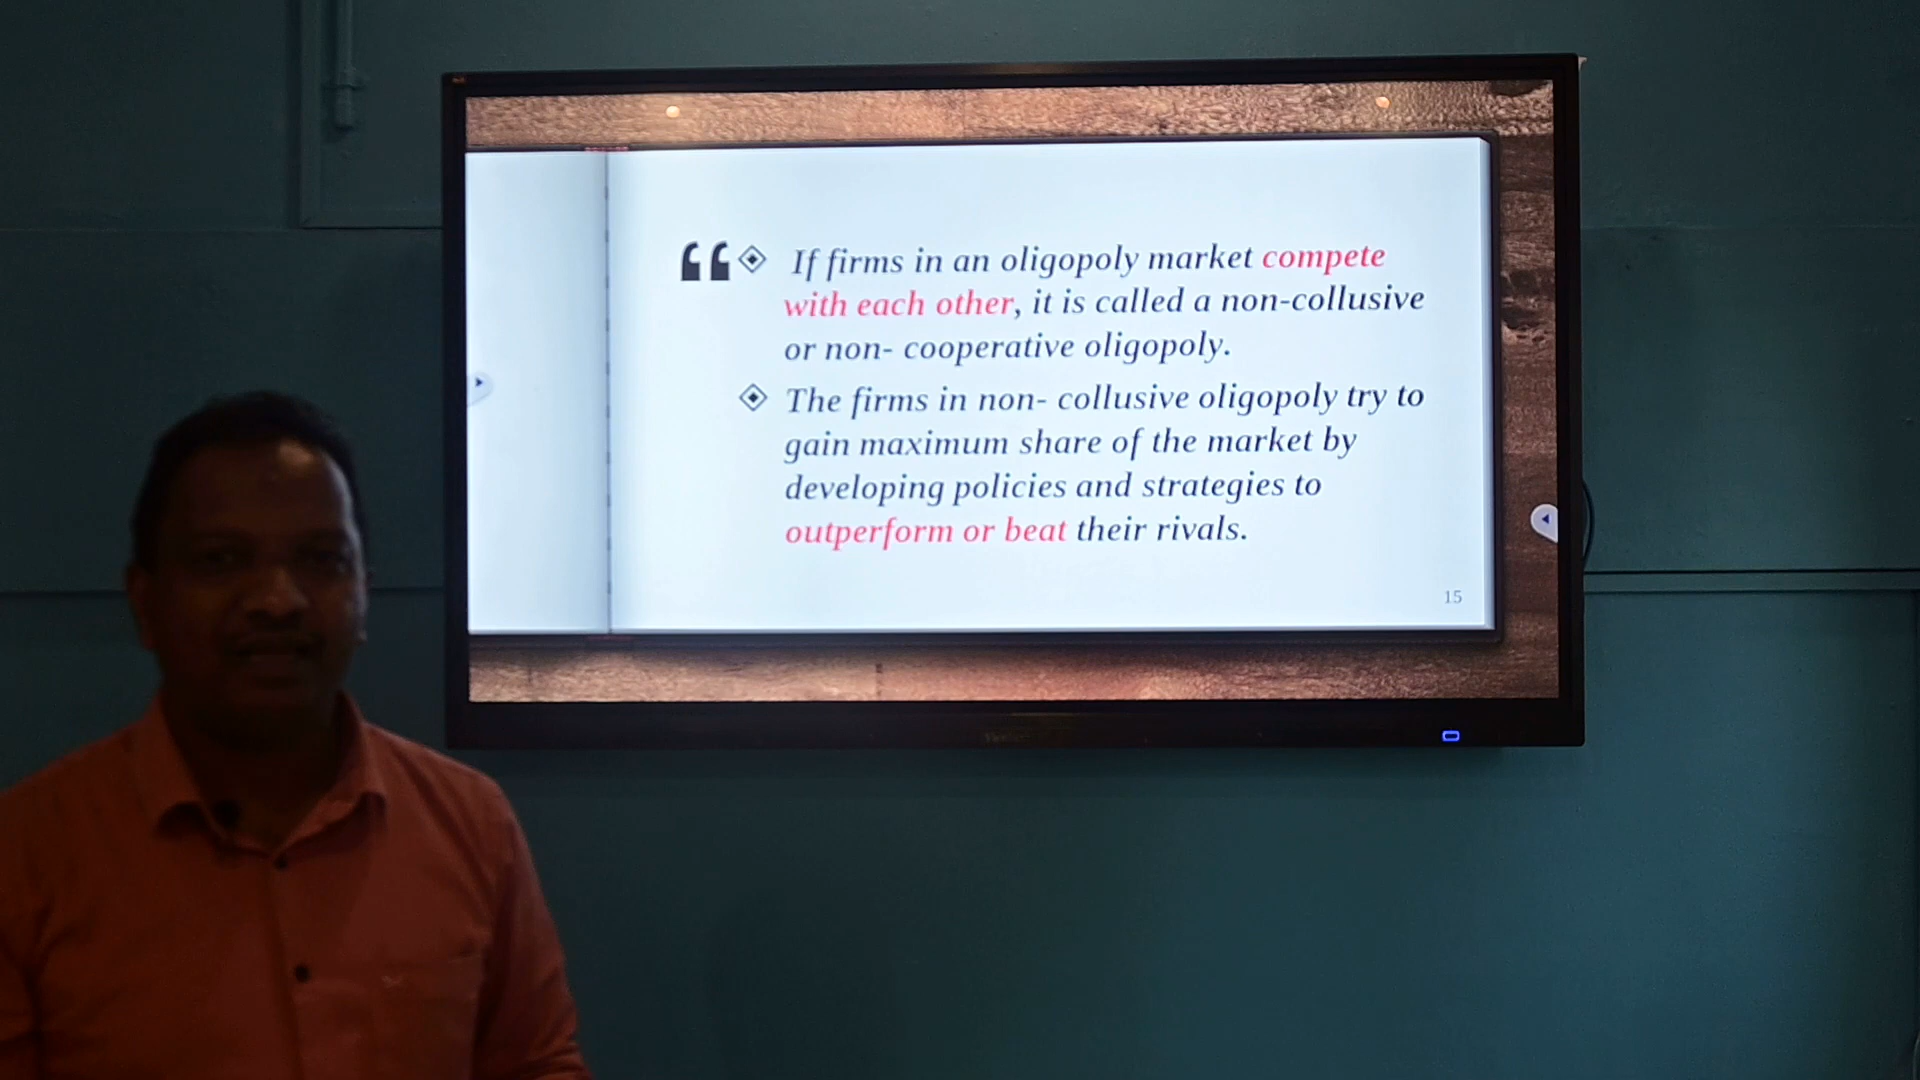 If firms in an oligopoly market compete
with each other, it is called a non-collusive
or non- cooperative oligopoly.
The firms in non- collusive oligopoly try to
gain maximum share of the market by
developing policies and strategies to
outperform or beat their rivals.
15